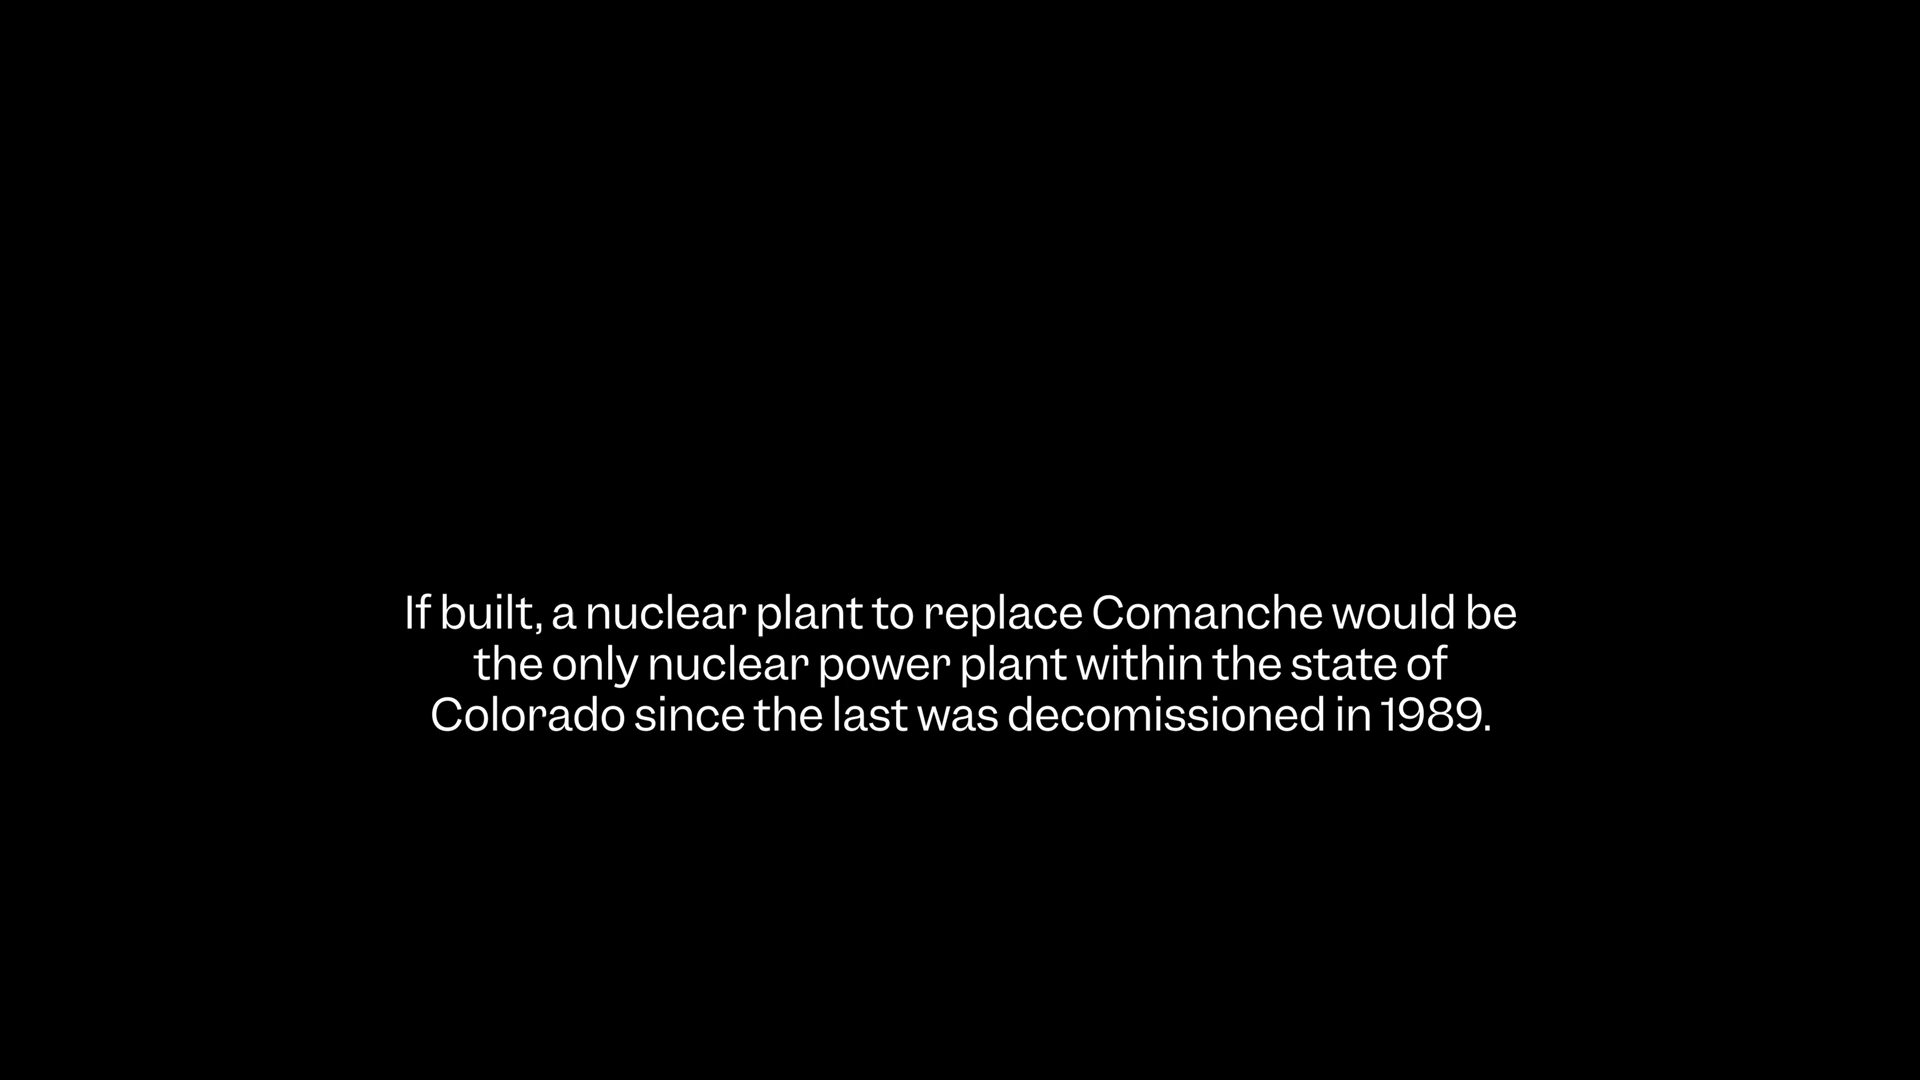 If built, a nuclear plant to replace Comanche would be
the only nuclear power plant within the state of
Colorado since the last was decomissioned in 1989.